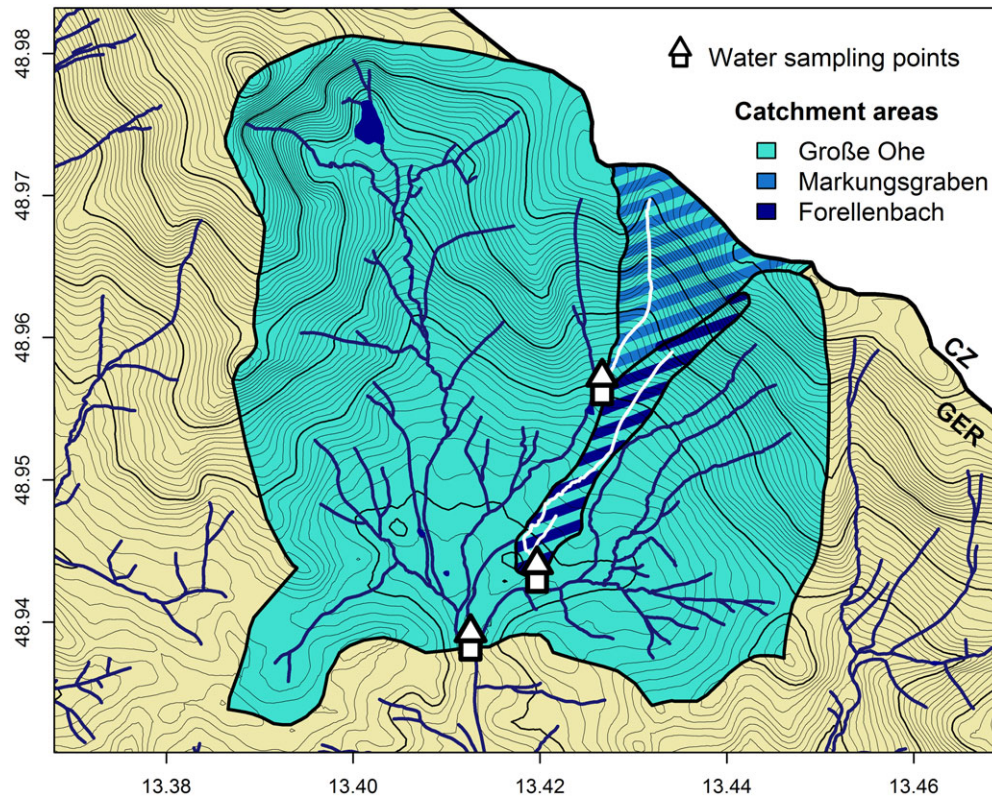 Water sampling points
Catchment areas
Große Ohe
Markungsgraben
Forellenbach
CZ
GER
48.98
48.97
48.96
48.95
48.94
13.38
13.40
13.42
13.44
13.46